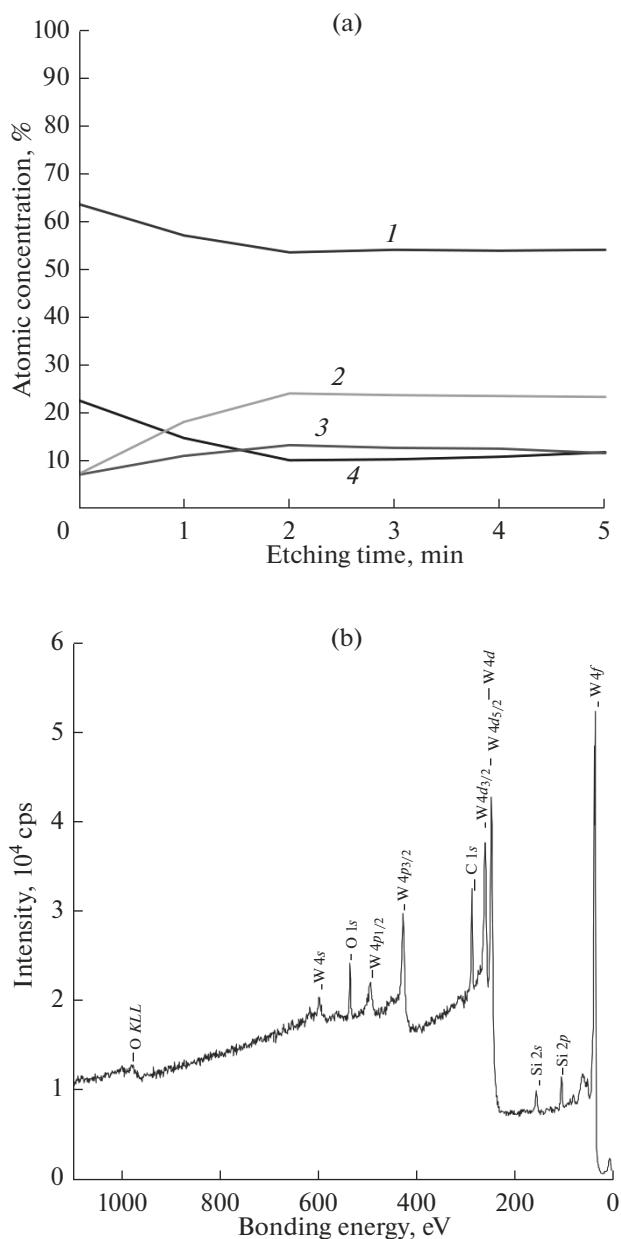 (a)
100
90
80
70
60
50
40
30
20
10
0
1
2
3
4
1 2 3 4 5
Atomic concentration, %
Etching time, min
(b)
6
5
4
3
2
1
0
Intensity, 10⁴ cps
O KLL
W 4s
O 1s
W 4p1/2
W 4p3/2
C 1s
W 4d3/2
W 4d
W 4d5/2
Si 2s
Si 2p
W 4f
1000 800 600 400 200 0
Bonding energy, eV